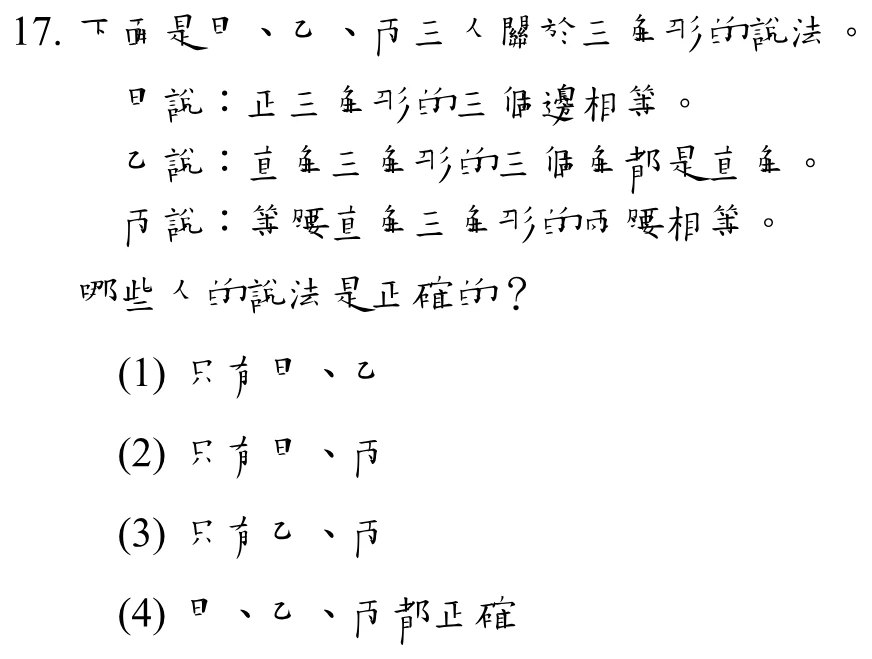 17. 下面是甲、乙、丙三人關於三角形的說法。
甲說：正三角形的三個邊相等。
乙說：直角三角形的三個角都是直角。
丙說：等腰直角三角形的兩腰相等。
哪些人的說法是正確的？
(1) 只有甲、乙
(2) 只有甲、丙
(3) 只有乙、丙
(4) 甲、乙、丙都正確